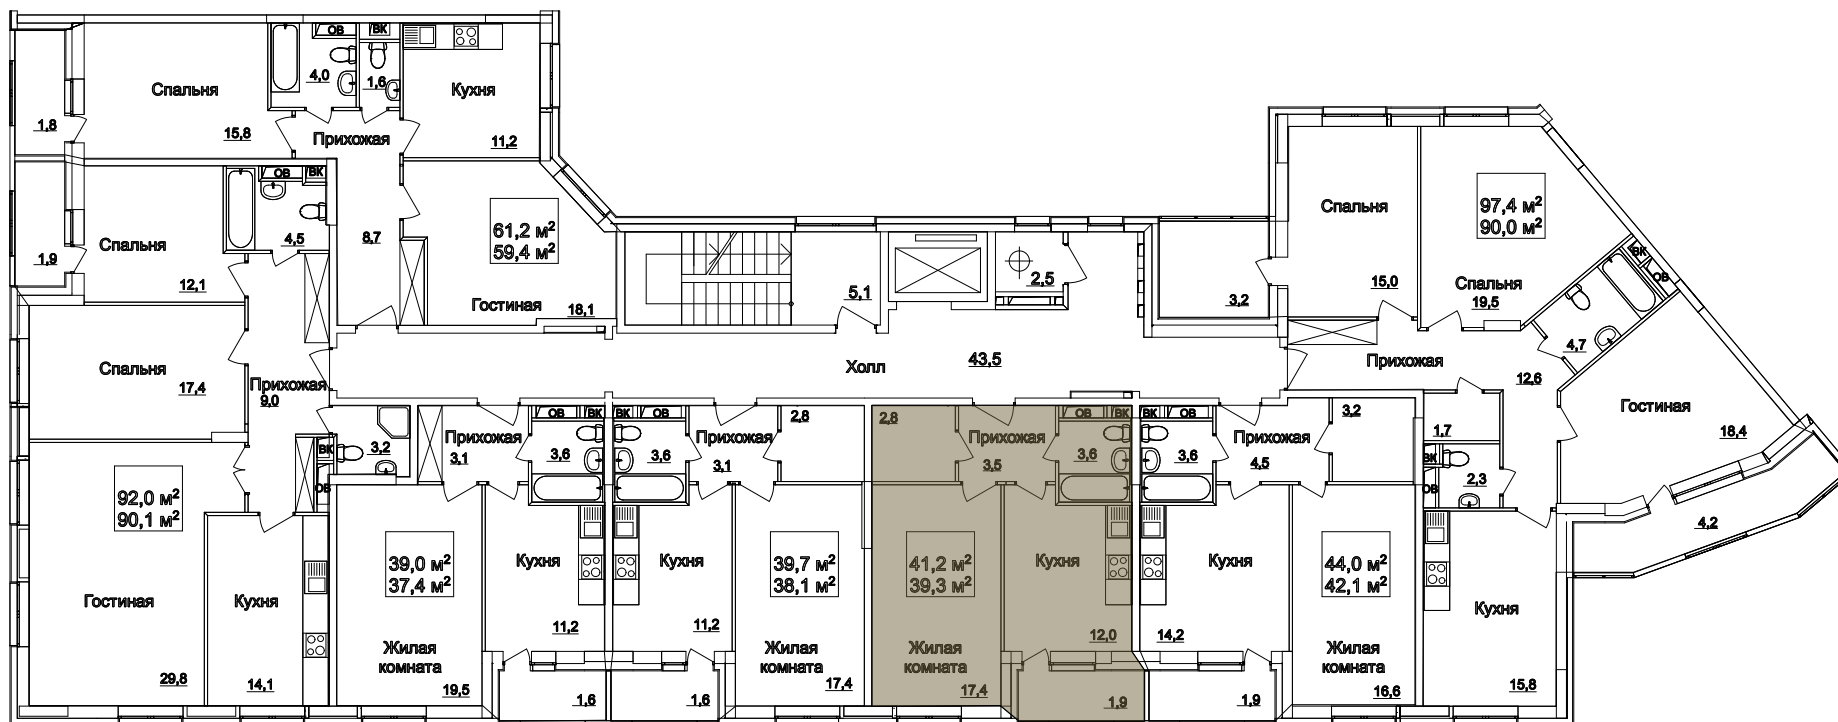 ОВ
ВК
4,0
1,6
Спальня
Кухня
1,8
15,8
Прихожая
11,2
ОВ
ВК
4,5
8,7
61,2 м²
59,4 м²
Спальня
1,9
12,1
Гостиная
18,1
5,1
2,5
3,2
Спальня
15,0
97,4 м²
90,0 м²
Спальня
19,5
ВК
ОВ
4,7
Прихожая
12,6
Гостиная
18,4
Спальня
17,4
Прихожая
9,0
Холл
43,5
3,2
ВК
ОВ
92,0 м²
90,1 м²
Гостиная
29,8
Кухня
14,1
Прихожая
3,1
ОВ
ВК
3,6
39,0 м²
37,4 м²
Кухня
11,2
Жилая
комната
19,5
1,6
ВК
ОВ
3,6
Прихожая
3,1
2,8
Кухня
11,2
39,7 м²
38,1 м²
Жилая
комната
17,4
1,6
2,8
Прихожая
3,5
ОВ
ВК
3,6
41,2 м²
39,3 м²
Кухня
12,0
Жилая
комната
17,4
1,9
ВК
ОВ
3,6
Прихожая
4,5
3,2
Кухня
14,2
44,0 м²
42,1 м²
Жилая
комната
16,6
1,9
1,7
ВК
ОВ
2,3
Кухня
15,8
4,2